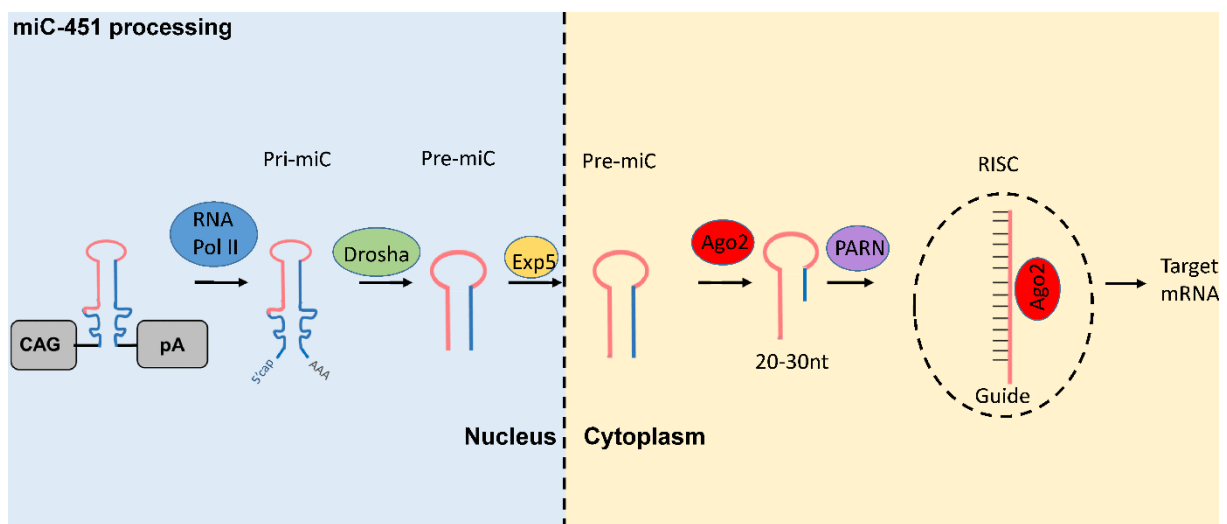 miC-451 processing
Pri-miC
Pre-miC
Pre-miC
RISC
RNA
Pol II
Drosha
Exp5
Ago2
PARN
Ago2
Target
mRNA
CAG
pA
5'cap
AAA
20-30nt
Guide
Nucleus
Cytoplasm